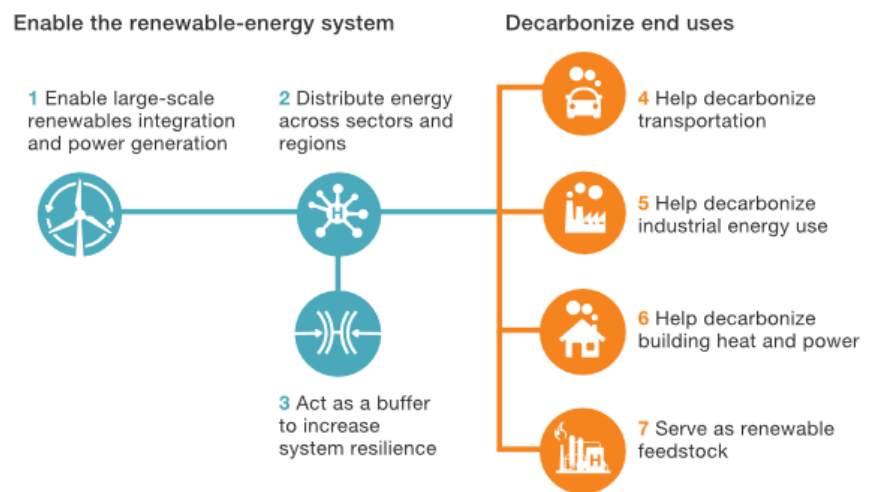 Enable the renewable-energy system
Decarbonize end uses
1 Enable large-scale
renewables integration
and power generation
2 Distribute energy
across sectors and
regions
H
H
3 Act as a buffer
to increase
system resilience
4 Help decarbonize
transportation
5 Help decarbonize
industrial energy use
6 Help decarbonize
building heat and power
7 Serve as renewable
feedstock
H